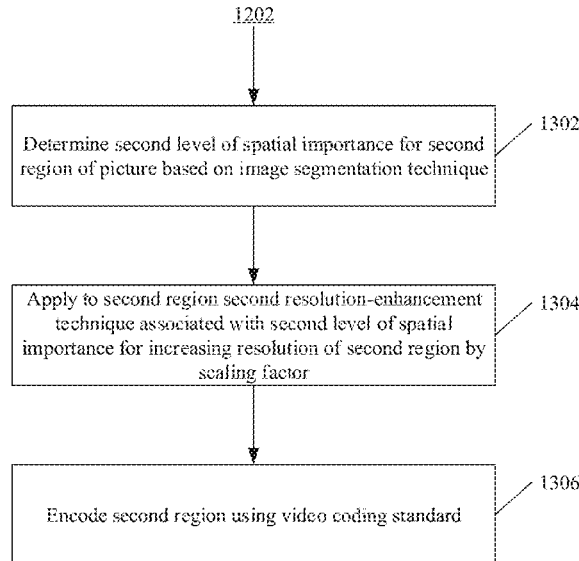 1202
Determine second level of spatial importance for second
region of picture based on image segmentation technique
1302
Apply to second region second resolution-enhancement
technique associated with second level of spatial
importance for increasing resolution of second region by
scaling factor
1304
Encode second region using video coding standard
1306